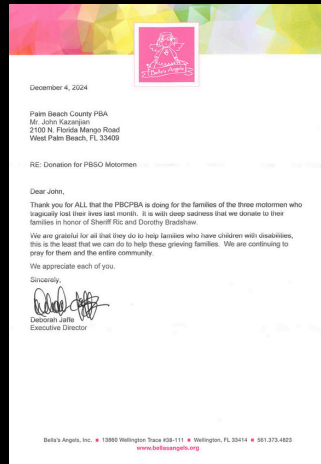 Bella's Angels
December 4, 2024
Palm Beach County PBA
Mr. John Kazanjian
2100 N. Florida Mango Road
West Palm Beach, FL 33409
RE: Donation for PBSO Motormen
Dear John,
Thank you for ALL that the PBCPBA is doing for the families of the three motormen who
tragically lost their lives last month. It is with deep sadness that we donate to their
families in honor of Sheriff Ric and Dorothy Bradshaw.
We are grateful for all that they do to help families who have children with disabilities,
this is the least that we can do to help these grieving families. We are continuing to
pray for them and the entire community.
We appreciate each of you.
Sincerely,
Deborah Jaffe
Executive Director
Bella's Angels, Inc. ■ 13860 Wellington Trace #38-111 ■ Wellington, FL 33414 ■ 561.373.4823
www.bellasangels.org